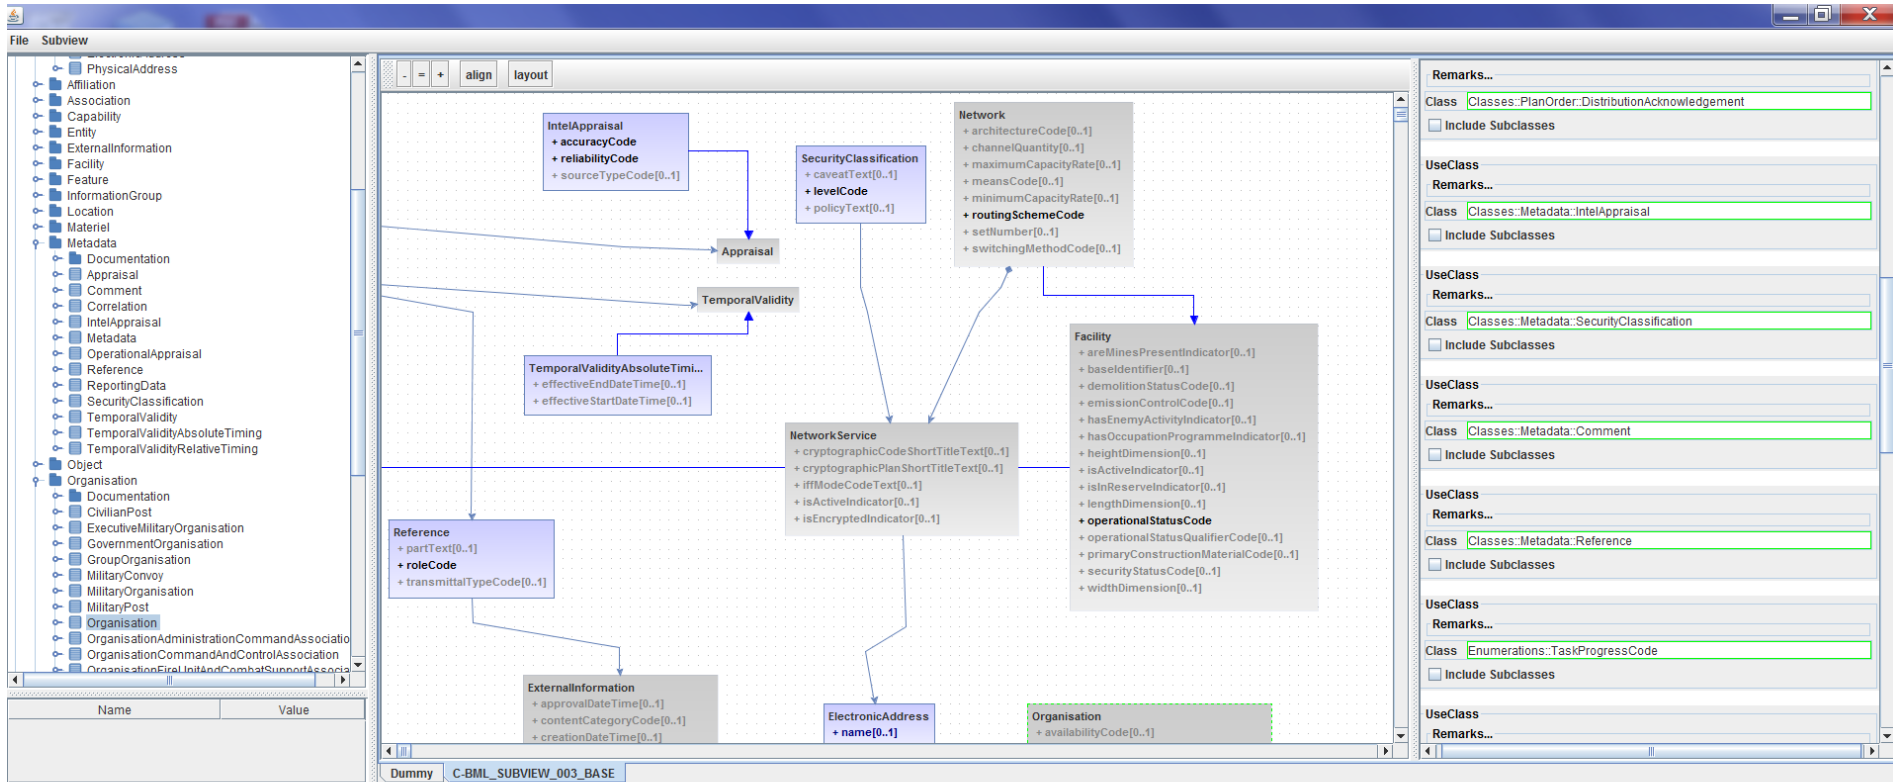 File Subview
PhysicalAddress
Affiliation
Association
Capability
Entity
ExternalInformation
Facility
Feature
InformationGroup
Location
Materiel
Metadata
Documentation
Appraisal
Comment
Correlation
IntelAppraisal
Metadata
OperationalAppraisal
Reference
ReportingData
SecurityClassification
TemporalValidity
TemporalValidityAbsoluteTiming
TemporalValidityRelativeTiming
Object
Organisation
Documentation
CivilianPost
ExecutiveMilitaryOrganisation
GovernmentOrganisation
GroupOrganisation
MilitaryConvoy
MilitaryOrganisation
MilitaryPost
Organisation
OrganisationAdministrationCommandAssociatio
OrganisationCommandAndControlAssociation
OrganisationFireUnitAndCombatSupportAssocia
Name Value
- = + align layout
IntelAppraisal
+ accuracyCode
+ reliabilityCode
+ sourceTypeCode[0..1]
SecurityClassification
+ caveatText[0..1]
+ levelCode
+ policyText[0..1]
Network
+ architectureCode[0..1]
+ channelQuantity[0..1]
+ maximumCapacityRate[0..1]
+ meansCode[0..1]
+ minimumCapacityRate[0..1]
+ routingSchemeCode
+ setNumber[0..1]
+ switchingMethodCode[0..1]
Appraisal
TemporalValidity
TemporalValidityAbsoluteTimi...
+ effectiveEndDateTime[0..1]
+ effectiveStartDateTime[0..1]
Facility
+ areMinesPresentIndicator[0..1]
+ baseIdentifier[0..1]
+ demolitionStatusCode[0..1]
+ emissionControlCode[0..1]
+ hasEnemyActivityIndicator[0..1]
+ hasOccupationProgrammeIndicator[0..1]
+ heightDimension[0..1]
+ isActiveIndicator[0..1]
+ isInReserveIndicator[0..1]
+ lengthDimension[0..1]
+ operationalStatusCode
+ operationalStatusQualifierCode[0..1]
+ primaryConstructionMaterialCode[0..1]
+ securityStatusCode[0..1]
+ widthDimension[0..1]
NetworkService
+ cryptographicCodeShortTitleText[0..1]
+ cryptographicPlanShortTitleText[0..1]
+ iffModeCodeText[0..1]
+ isActiveIndicator[0..1]
+ isEncryptedIndicator[0..1]
Reference
+ partText[0..1]
+ roleCode
+ transmittalTypeCode[0..1]
ExternalInformation
+ approvalDateTime[0..1]
+ contentCategoryCode[0..1]
+ creationDateTime[0..1]
ElectronicAddress
+ name[0..1]
Organisation
+ availabilityCode[0..1]
Dummy C-BML_SUBVIEW_003_BASE
Remarks...
Class Classes::PlanOrder::DistributionAcknowledgement
Include Subclasses
UseClass
Remarks...
Class Classes::Metadata::IntelAppraisal
Include Subclasses
UseClass
Remarks...
Class Classes::Metadata::SecurityClassification
Include Subclasses
UseClass
Remarks...
Class Classes::Metadata::Comment
Include Subclasses
UseClass
Remarks...
Class Classes::Metadata::Reference
Include Subclasses
UseClass
Remarks...
Class Enumerations::TaskProgressCode
Include Subclasses
UseClass
Remarks...